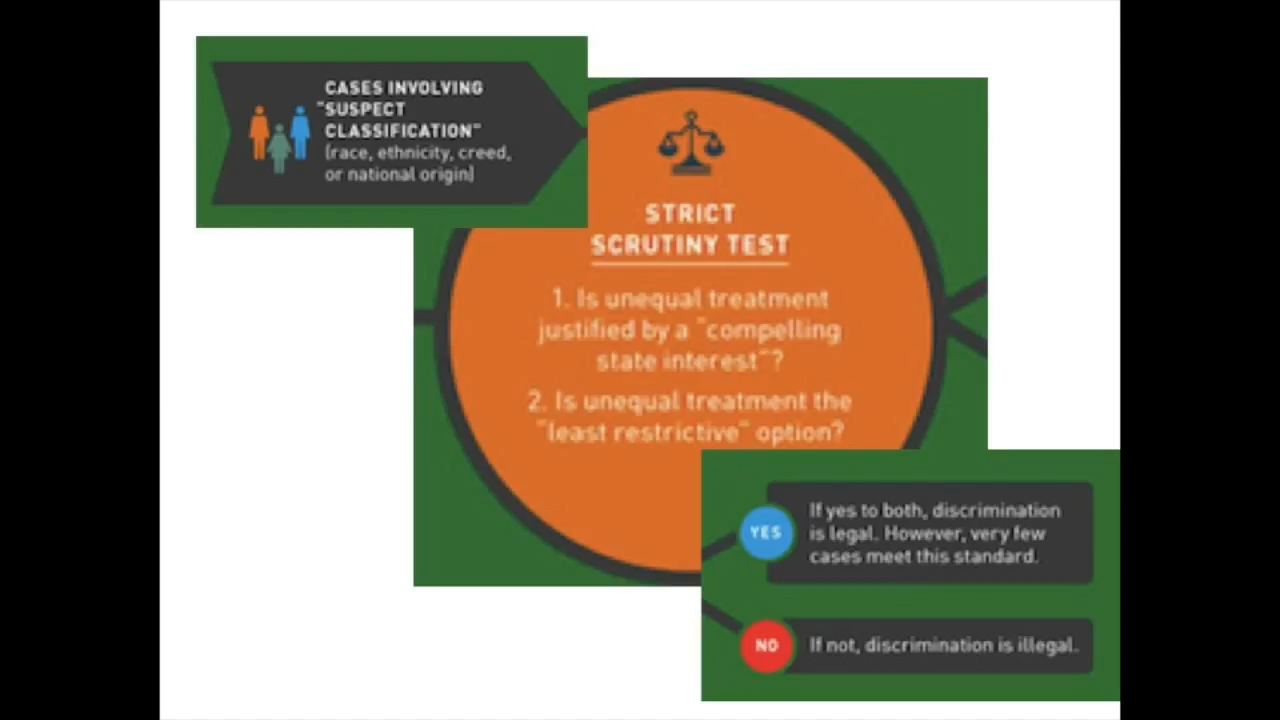 CASES INVOLVING
"SUSPECT
CLASSIFICATION"
(race, ethnicity, creed,
or national origin)
STRICT
SCRUTINY TEST
1. Is unequal treatment
justified by a "compelling
state interest"?
2. Is unequal treatment the
"least restrictive" option?
YES
If yes to both, discrimination
is legal. However, very few
cases meet this standard.
NO
If not, discrimination is illegal.